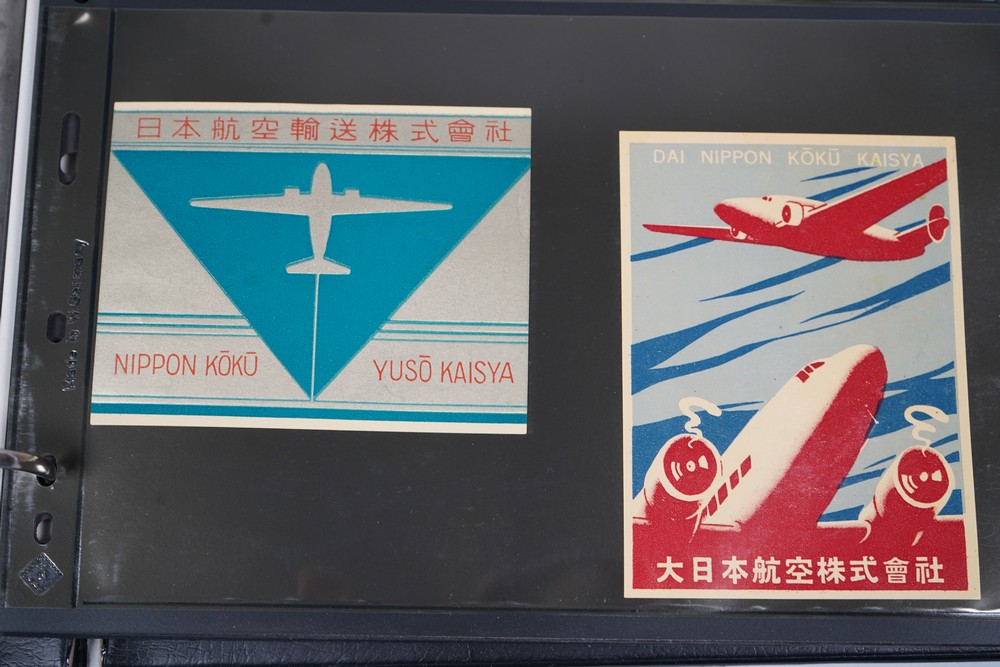 日本航空輸送株式會社
NIPPON KŌKŪ YUSŌ KAISYA
DAI NIPPON KŌKŪ KAISYA
大日本航空株式會社